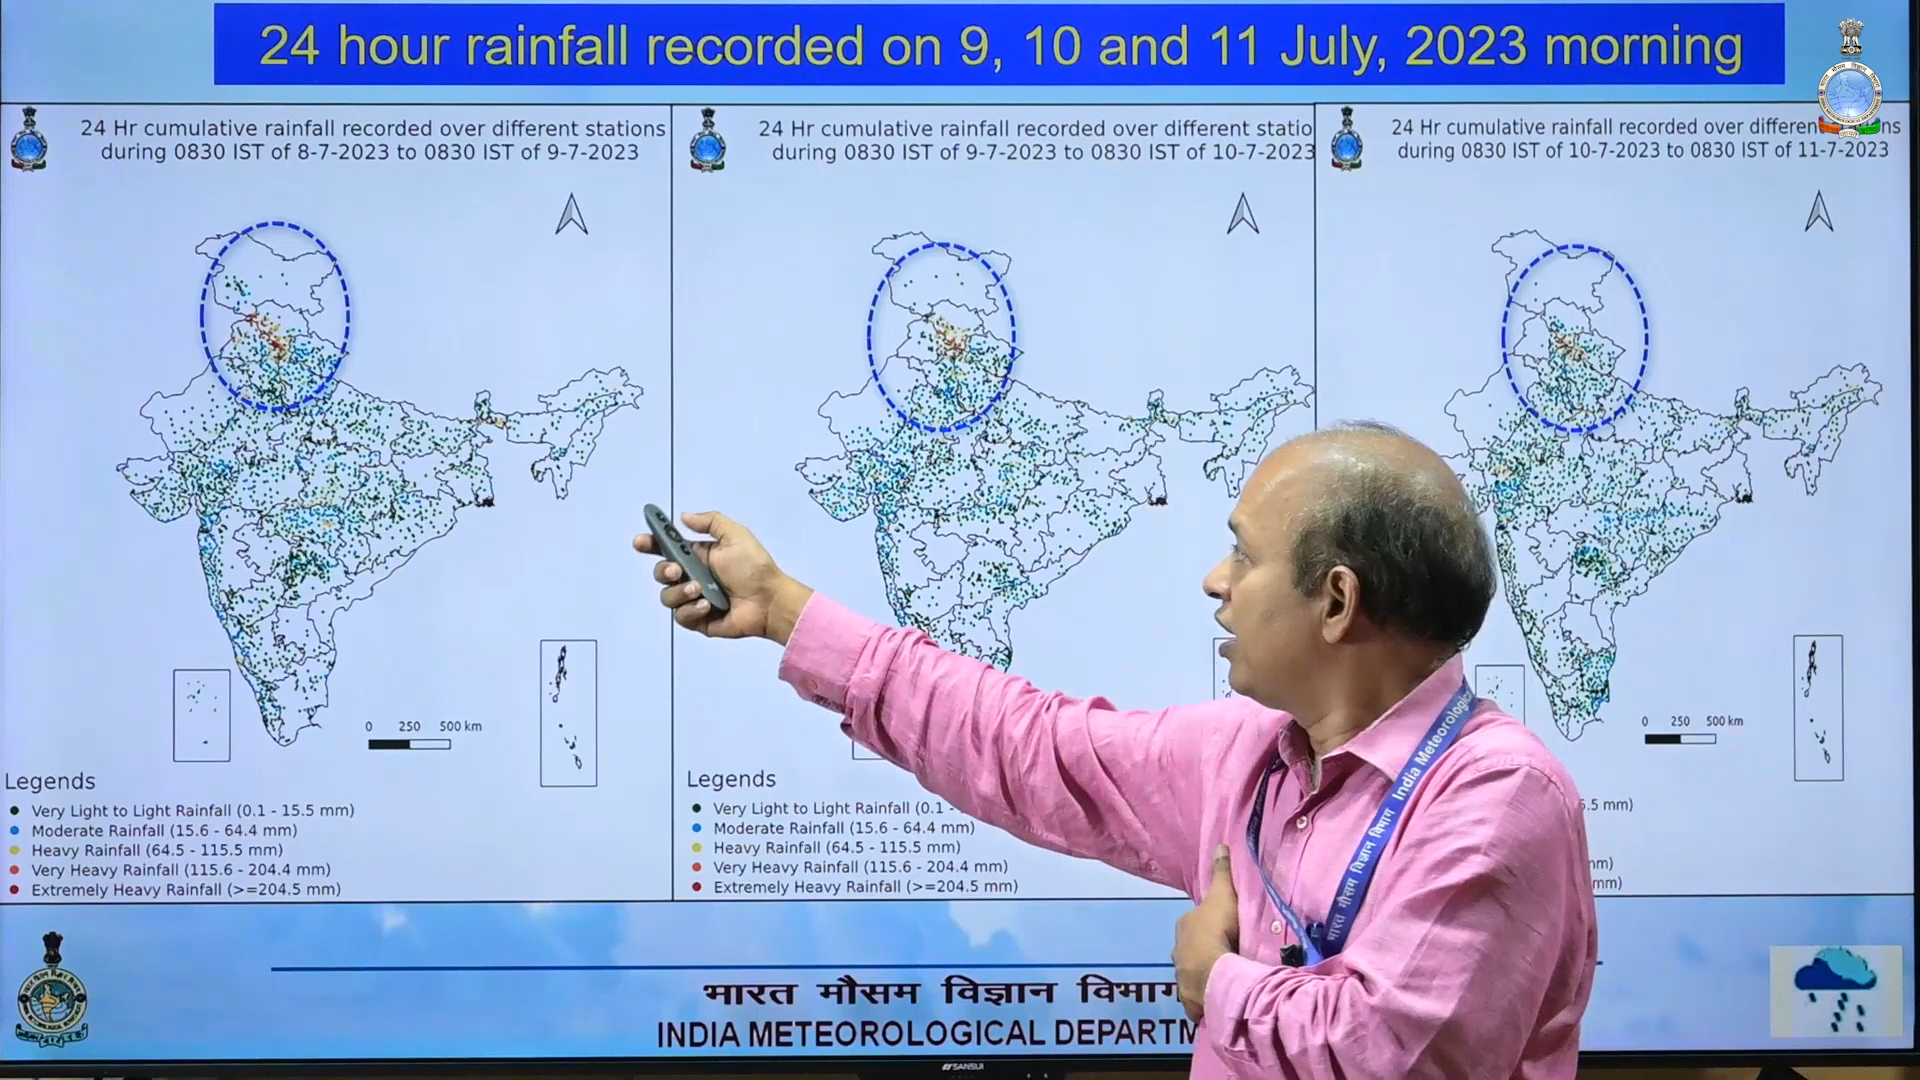 24 hour rainfall recorded on 9, 10 and 11 July, 2023 morning
24 Hr cumulative rainfall recorded over different stations
during 0830 IST of 8-7-2023 to 0830 IST of 9-7-2023
0 250 500 km
Legends
Very Light to Light Rainfall (0.1 - 15.5 mm)
Moderate Rainfall (15.6 - 64.4 mm)
Heavy Rainfall (64.5 - 115.5 mm)
Very Heavy Rainfall (115.6 - 204.4 mm)
Extremely Heavy Rainfall (>=204.5 mm)
24 Hr cumulative rainfall recorded over different statio
during 0830 IST of 9-7-2023 to 0830 IST of 10-7-2023
Legends
Very Light to Light Rainfall (0.1 -
Moderate Rainfall (15.6 - 64.4 mm)
Heavy Rainfall (64.5 - 115.5 mm)
Very Heavy Rainfall (115.6 - 204.4 mm)
Extremely Heavy Rainfall (>=204.5 mm)
24 Hr cumulative rainfall recorded over differen ns
during 0830 IST of 10-7-2023 to 0830 IST of 11-7-2023
0 250 500 km
5.5 mm)
mm)
mm)
भारत मौसम विज्ञान विभाग India Meteorolog
भारत मौसम विज्ञान विभाग
INDIA METEOROLOGICAL DEPARTM
SANSUI